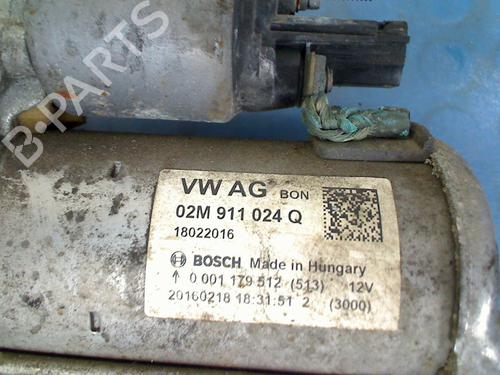 B-PARTS
VW AG BON
02M 911 024 Q
18022016
BOSCH Made in Hungary
0 001 179 512 (513) 12V
20160218 18:31:51 2 (3000)